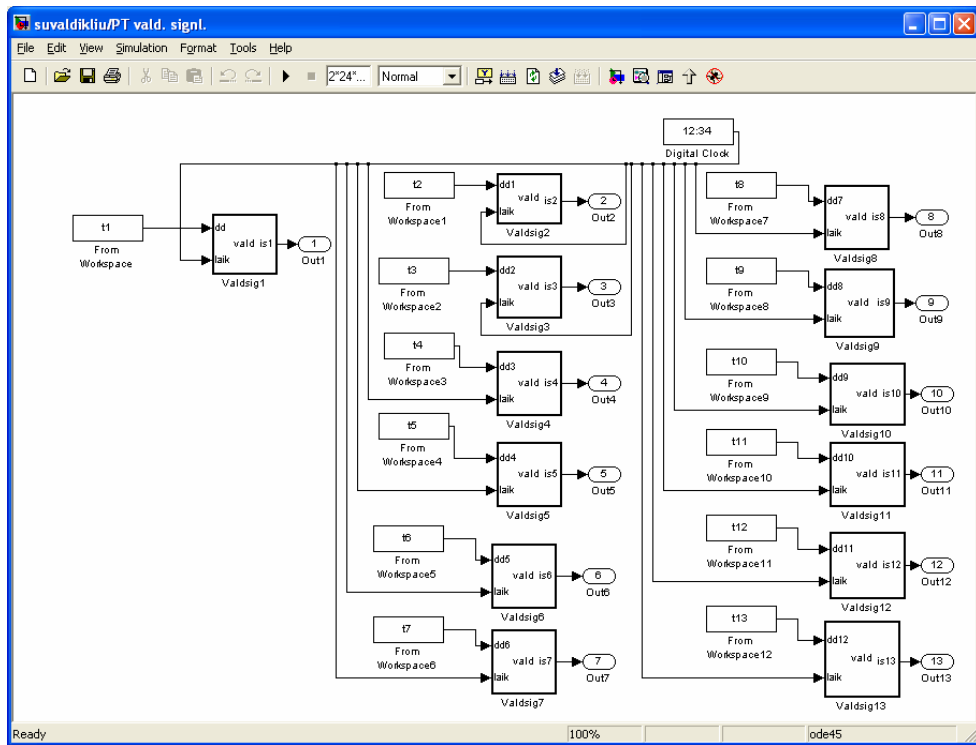 suvaldikliu/PT vald. signl.
File Edit View Simulation Format Tools Help
2*24*... Normal
12:34
Digital Clock
t1
From
Workspace
dd
laik
vald is1
Valdsig1
1
Out1
t2
From
Workspace1
dd1
laik
vald is2
Valdsig2
2
Out2
t3
From
Workspace2
dd2
laik
vald is3
Valdsig3
3
Out3
t4
From
Workspace3
dd3
laik
vald is4
Valdsig4
4
Out4
t5
From
Workspace4
dd4
laik
vald is5
Valdsig5
5
Out5
t6
From
Workspace5
dd5
laik
vald is6
Valdsig6
6
Out6
t7
From
Workspace6
dd6
laik
vald is7
Valdsig7
7
Out7
t8
From
Workspace7
dd7
laik
vald is8
Valdsig8
8
Out8
t9
From
Workspace8
dd8
laik
vald is9
Valdsig9
9
Out9
t10
From
Workspace9
dd9
laik
vald is10
Valdsig10
10
Out10
t11
From
Workspace10
dd10
laik
vald is11
Valdsig11
11
Out11
t12
From
Workspace11
dd11
laik
vald is12
Valdsig12
12
Out12
t13
From
Workspace12
dd12
laik
vald is13
Valdsig13
13
Out13
Ready 100% ode45